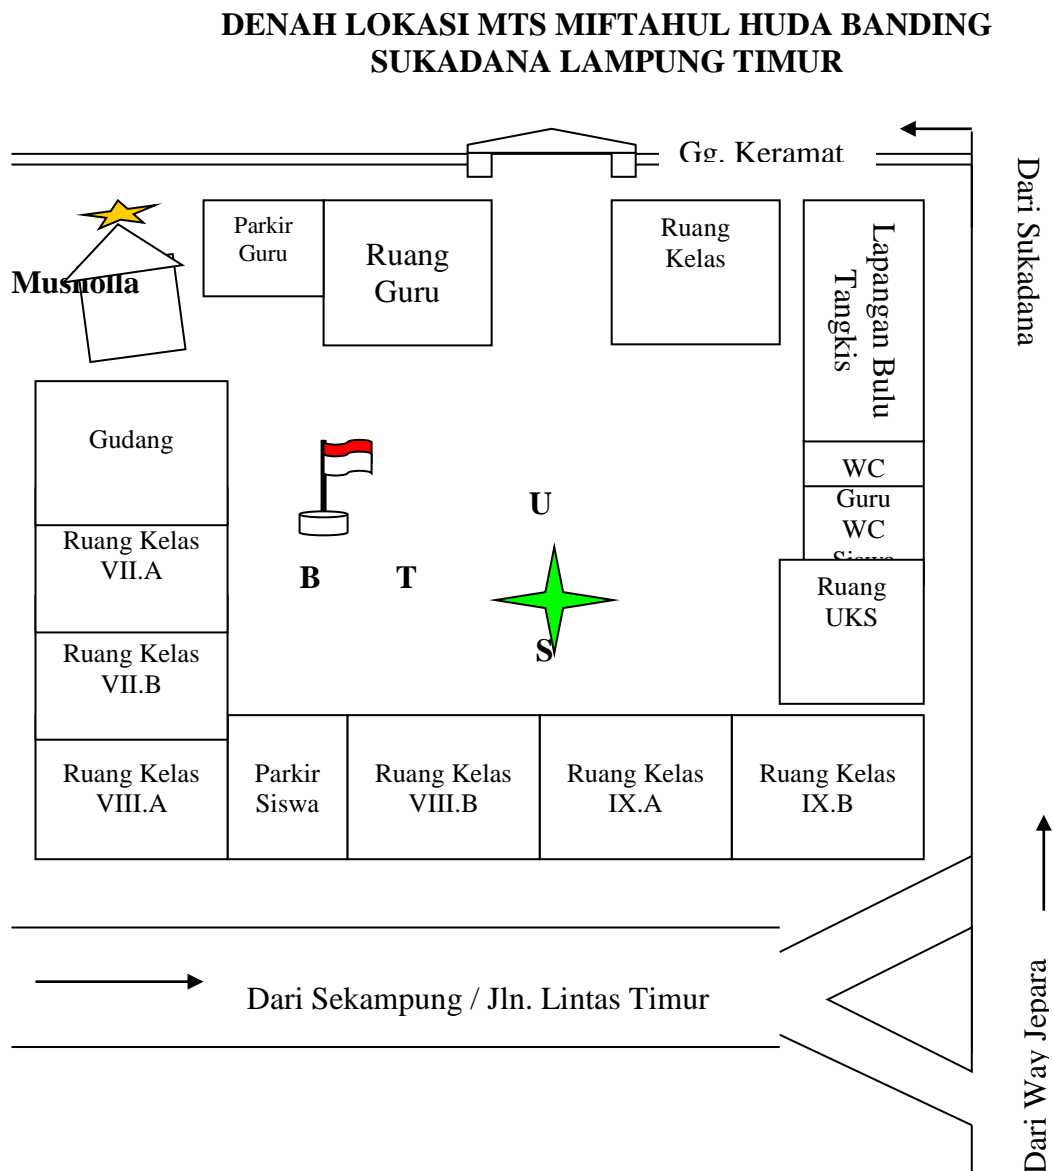 DENAH LOKASI MTS MIFTAHUL HUDA BANDING
SUKADANA LAMPUNG TIMUR
Gg. Keramat
Dari Sukadana
Parkir
Guru
Ruang
Guru
Ruang
Kelas
Lapangan Bulu
Tangkis
Musholla
Gudang
WC
Guru
WC
Siswa
U
Ruang Kelas
VII.A
B T
Ruang
UKS
S
Ruang Kelas
VII.B
Ruang Kelas
VIII.A
Parkir
Siswa
Ruang Kelas
VIII.B
Ruang Kelas
IX.A
Ruang Kelas
IX.B
Dari Sekampung / Jln. Lintas Timur
Dari Way Jepara